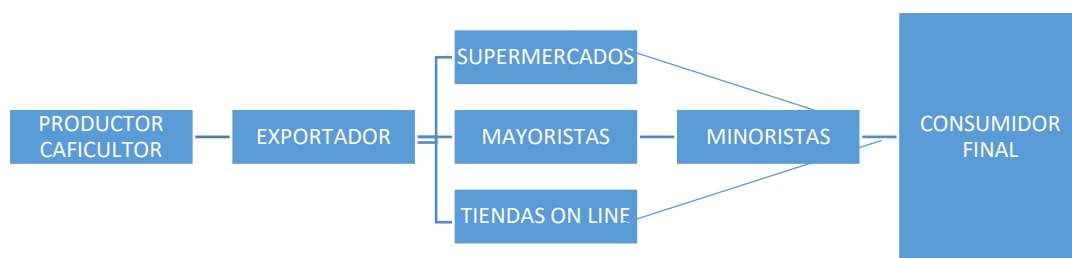 PRODUCTOR
CAFICULTOR
EXPORTADOR
SUPERMERCADOS
MAYORISTAS
TIENDAS ON LINE
MINORISTAS
CONSUMIDOR
FINAL